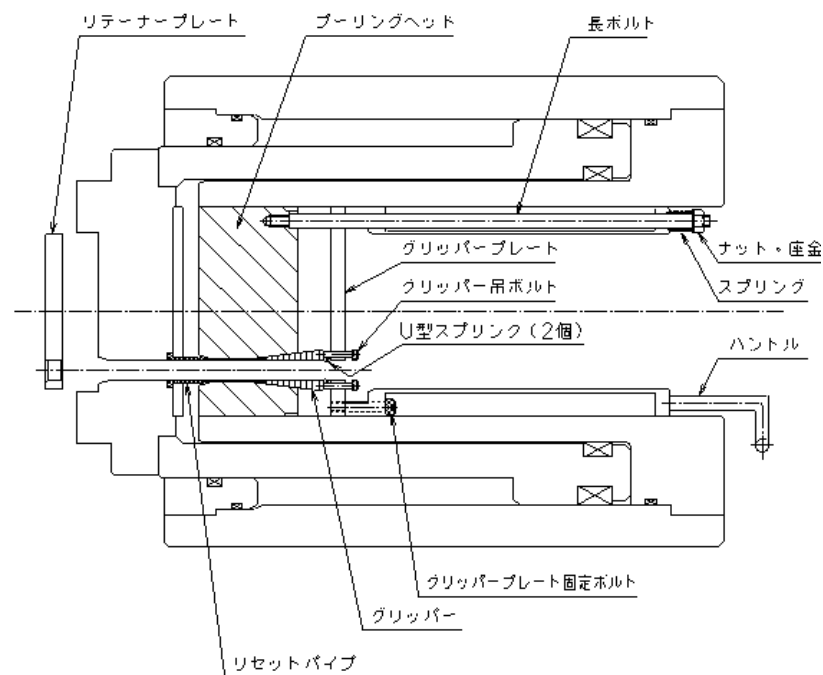 リテーナープレート
プーリングヘッド
長ボルト
グリッパープレート
ナット・座金
グリッパー吊ボルト
スプリング
U型スプリンク(2個)
ハンドル
グリッパープレート固定ボルト
グリッパー
リセットパイプ